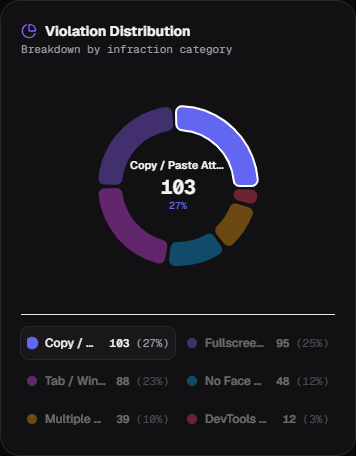 Violation Distribution
Breakdown by infraction category
Copy / Paste Att...
103
27%
Copy / ... 103 (27%)
Fullscree... 95 (25%)
Tab / Win... 88 (23%)
No Face ... 48 (12%)
Multiple ... 39 (10%)
DevTools ... 12 (3%)